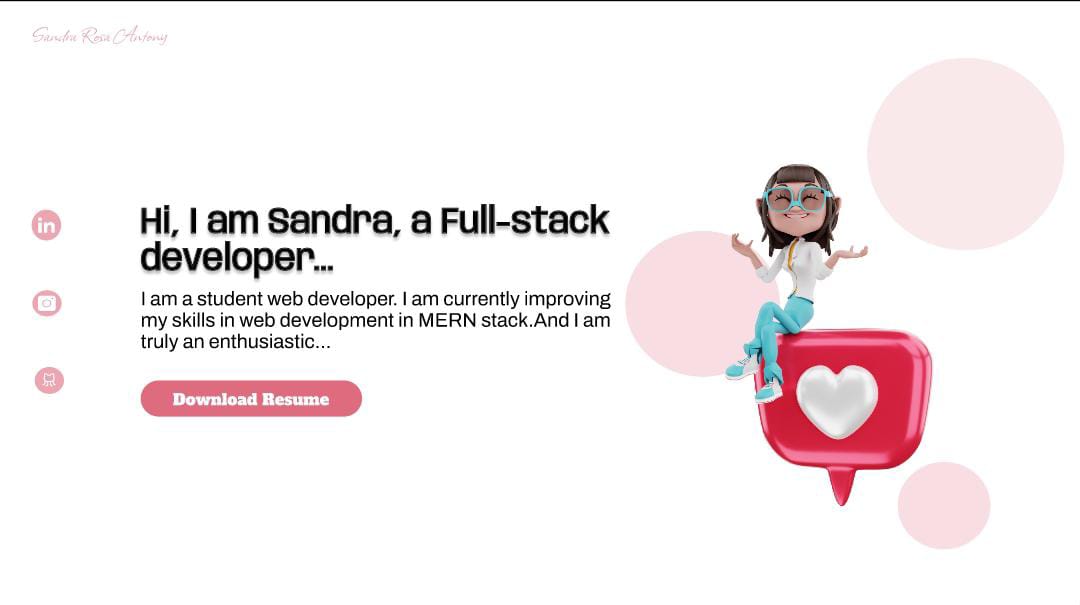 Sandra Rosa Antony
Hi, I am Sandra, a Full-stack
developer...
I am a student web developer. I am currently improving
my skills in web development in MERN stack.And I am
truly an enthusiastic...
Download Resume
in